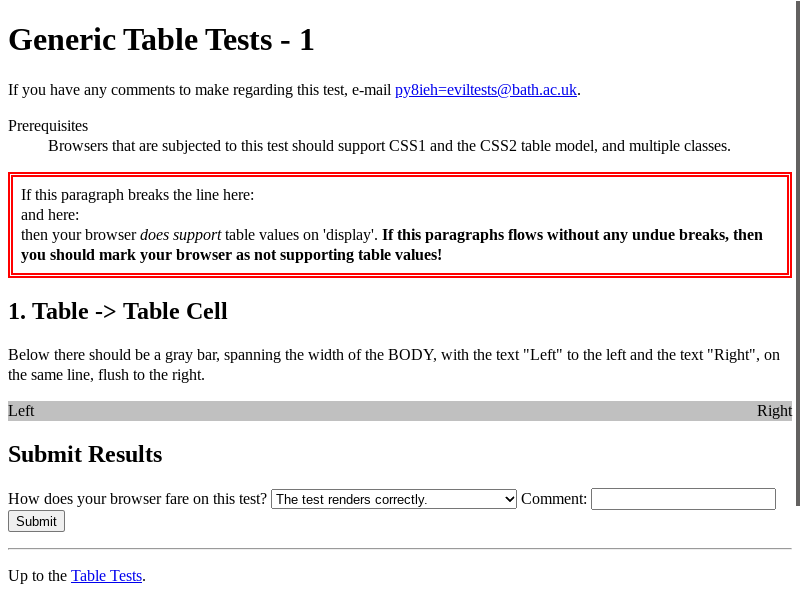 Generic Table Tests - 1
If you have any comments to make regarding this test, e-mail py8ieh=eviltests@bath.ac.uk.
Prerequisites
Browsers that are subjected to this test should support CSS1 and the CSS2 table model, and multiple classes.
If this paragraph breaks the line here:
and here:
then your browser does support table values on 'display'. If this paragraphs flows without any undue breaks, then
you should mark your browser as not supporting table values!
1. Table -> Table Cell
Below there should be a gray bar, spanning the width of the BODY, with the text "Left" to the left and the text "Right", on
the same line, flush to the right.
Left Right
Submit Results
How does your browser fare on this test? The test renders correctly. Comment:
Submit
Up to the Table Tests.